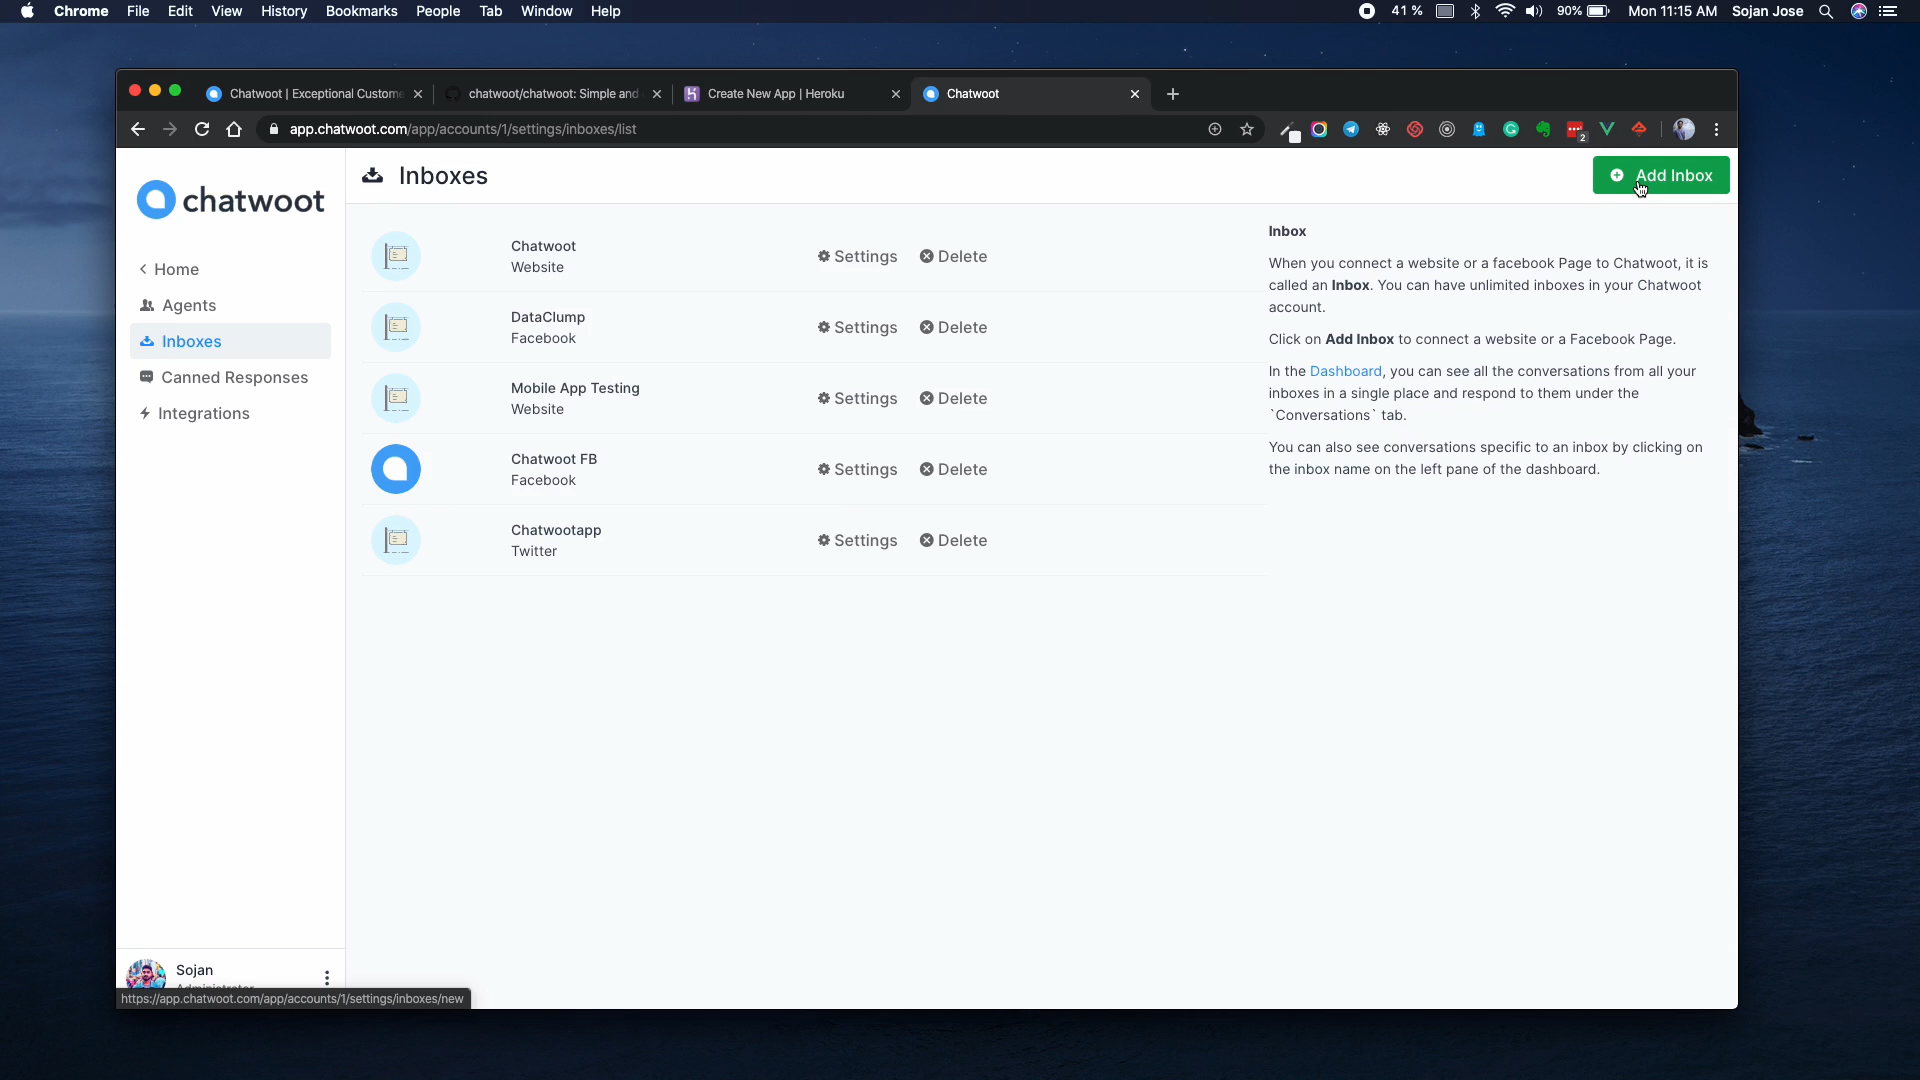 Chrome File Edit View History Bookmarks People Tab Window Help 41 % 90% Mon 11:15 AM Sojan Jose
Chatwoot | Exceptional Custome chatwoot/chatwoot: Simple and Create New App | Heroku Chatwoot
app.chatwoot.com/app/accounts/1/settings/inboxes/list 2
chatwoot
Home
Agents
Inboxes
Canned Responses
Integrations
Inboxes
Add Inbox
Chatwoot
Website
Settings Delete
DataClump
Facebook
Settings Delete
Mobile App Testing
Website
Settings Delete
Chatwoot FB
Facebook
Settings Delete
Chatwootapp
Twitter
Settings Delete
Inbox
When you connect a website or a facebook Page to Chatwoot, it is
called an Inbox. You can have unlimited inboxes in your Chatwoot
account.
Click on Add Inbox to connect a website or a Facebook Page.
In the Dashboard, you can see all the conversations from all your
inboxes in a single place and respond to them under the
`Conversations` tab.
You can also see conversations specific to an inbox by clicking on
the inbox name on the left pane of the dashboard.
Sojan
Administrator
https://app.chatwoot.com/app/accounts/1/settings/inboxes/new